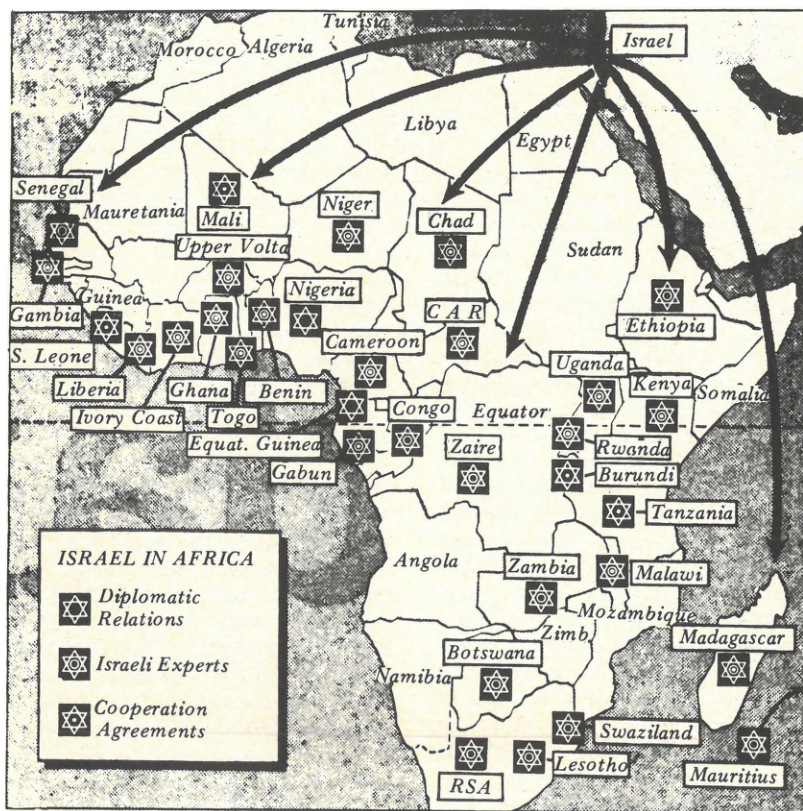 Tunisia
Israel
Morocco
Algeria
Libya
Egypt
Senegal
Mauretania
Mali
Niger
Chad
Sudan
Upper Volta
Gambia
Guinea
Nigeria
C A R
Ethiopia
S. Leone
Cameroon
Uganda
Kenya
Somalia
Liberia
Ghana
Benin
Ivory Coast
Togo
Congo
Equator
Equat. Guinea
Rwanda
Gabun
Zaire
Burundi
Tanzania
ISRAEL IN AFRICA
Diplomatic
Relations
Israeli Experts
Cooperation
Agreements
Angola
Zambia
Malawi
Mozambique
Zimb.
Madagascar
Namibia
Botswana
Swaziland
RSA
Lesotho
Mauritius